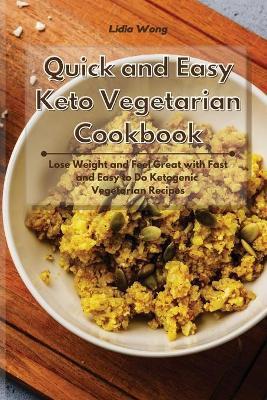 Lidia Wong
Quick and Easy
Keto Vegetarian
Cookbook
Lose Weight and Feel Great with Fast
and Easy to Do Ketogenic
Vegetarian Recipes